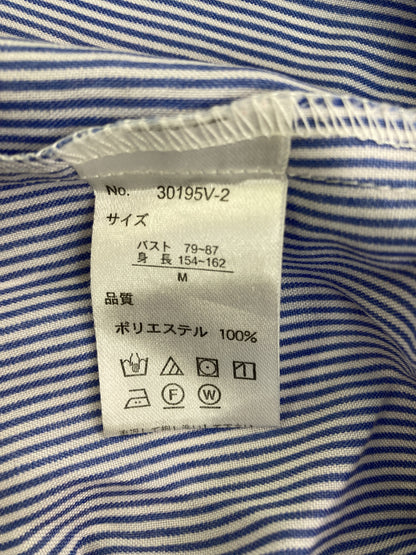 No. 30195V-2
サイズ
バスト 79~87
身 長 154~162
M
品質
ポリエステル 100%
F W